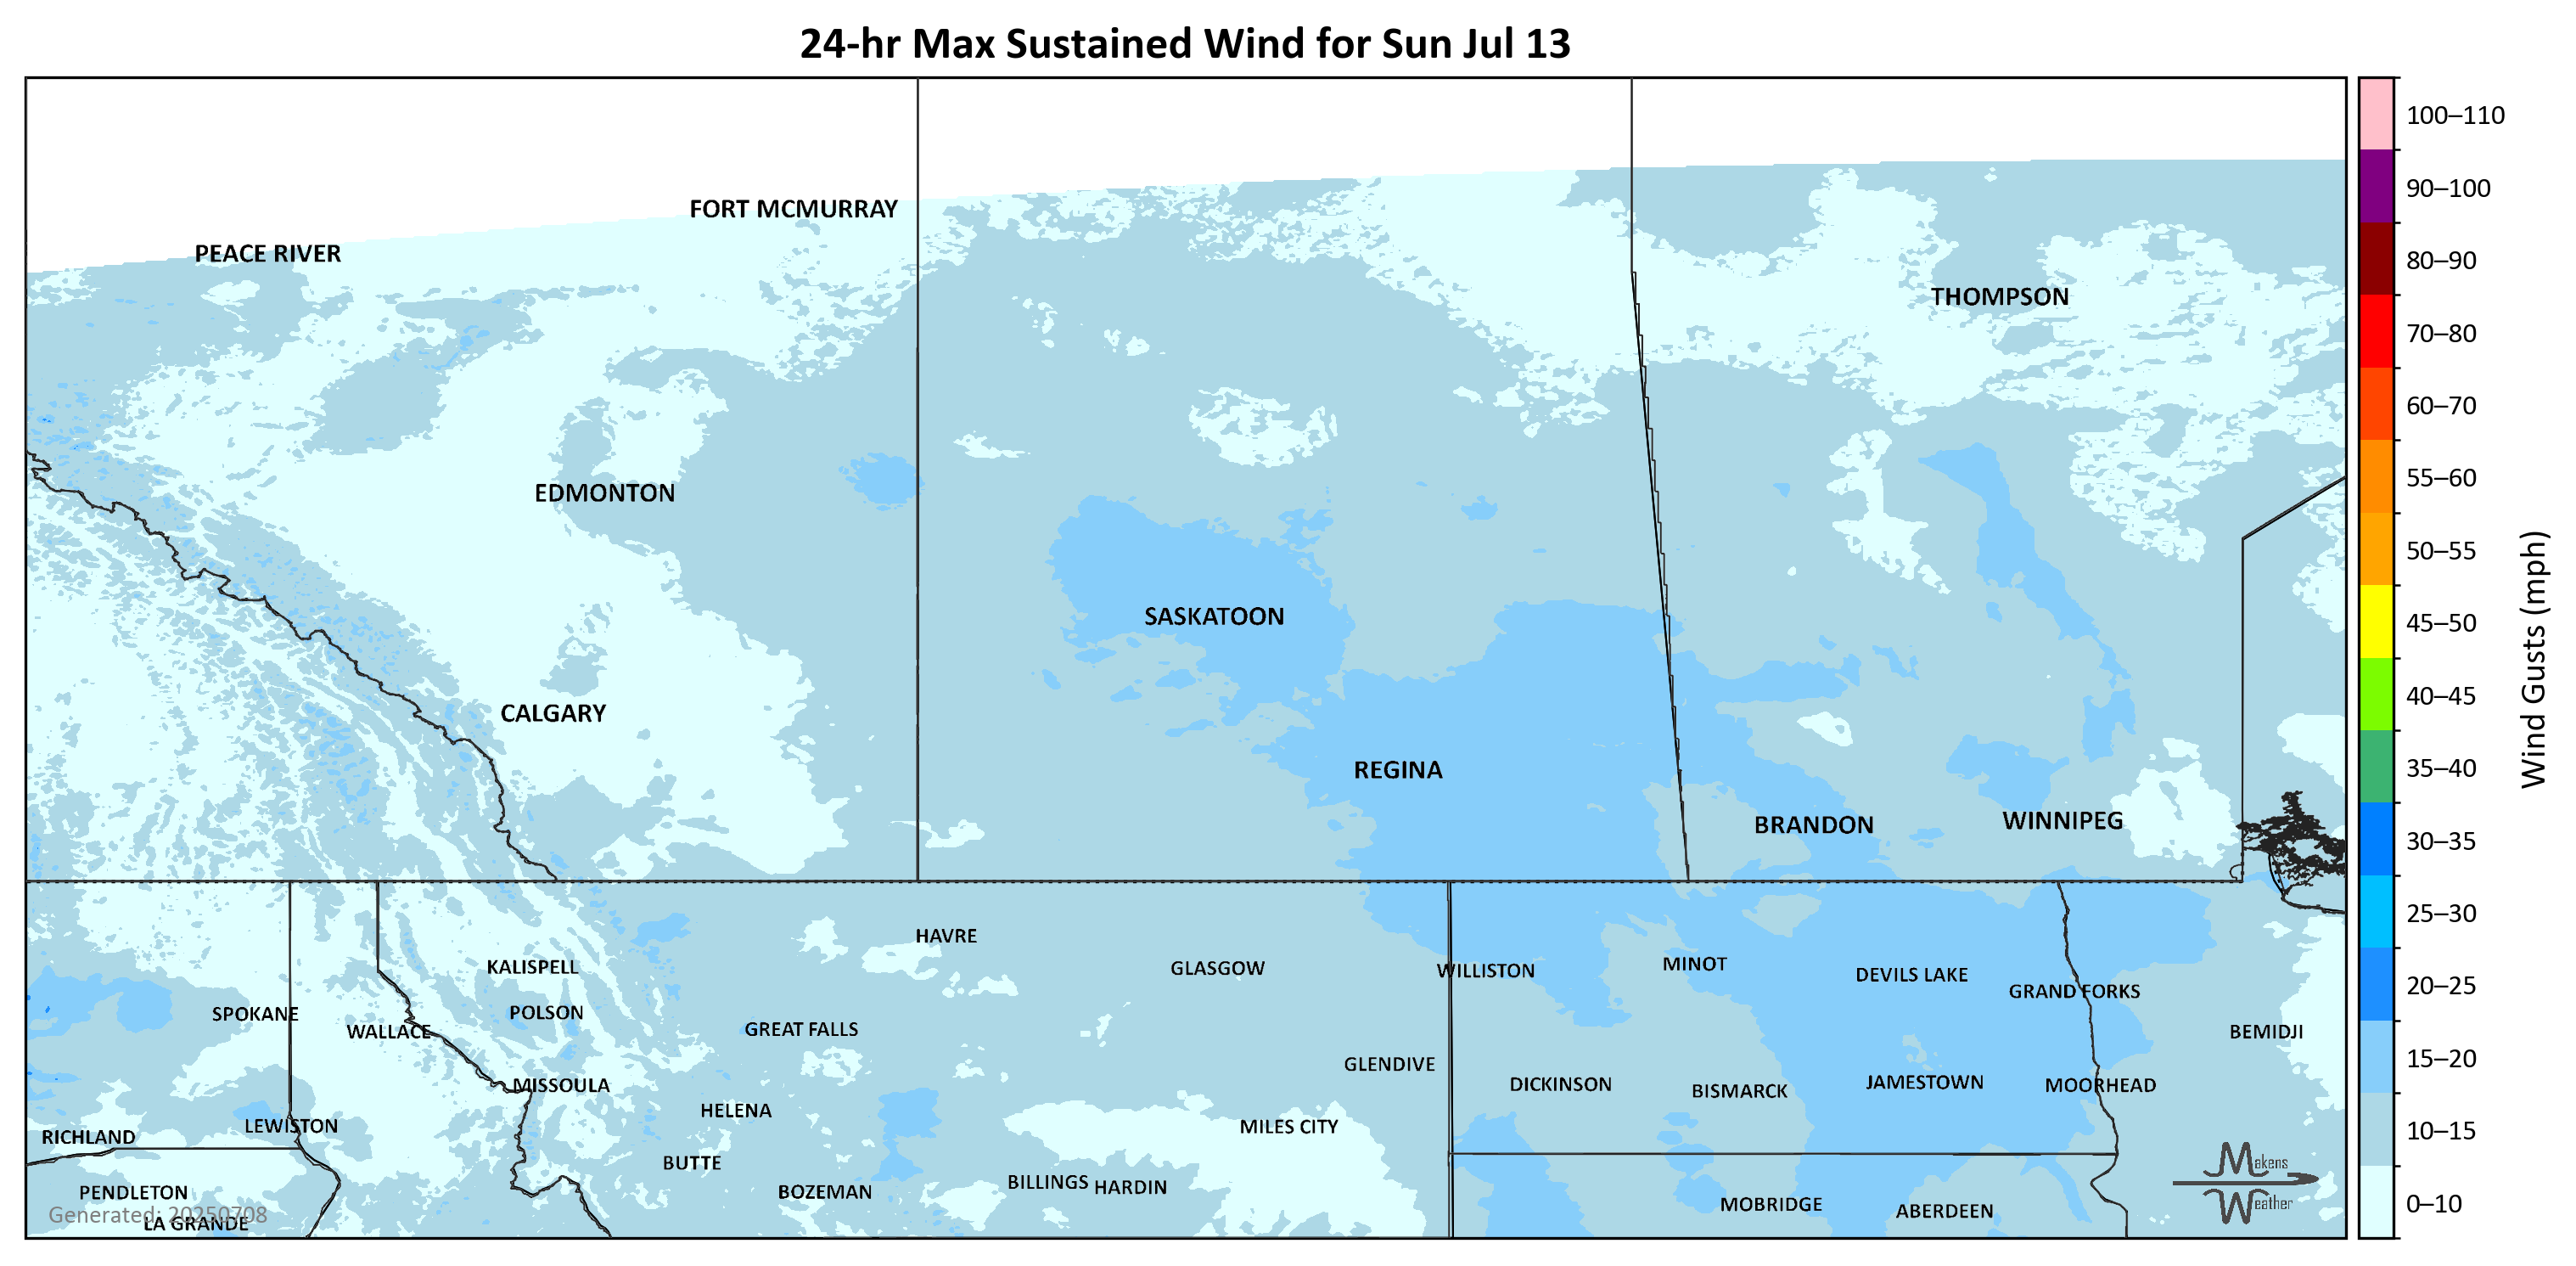 24-hr Max Sustained Wind for Sun Jul 13
FORT MCMURRAY
PEACE RIVER
THOMPSON
EDMONTON
SASKATOON
CALGARY
REGINA
BRANDON
WINNIPEG
HAVRE
KALISPELL
GLASGOW
WILLISTON
MINOT
DEVILS LAKE
GRAND FORKS
SPOKANE
POLSON
WALLACE
GREAT FALLS
BEMIDJI
GLENDIVE
MISSOULA
DICKINSON
BISMARCK
JAMESTOWN
MOORHEAD
HELENA
LEWISTON
MILES CITY
RICHLAND
BUTTE
BOZEMAN
BILLINGS
HARDIN
PENDLETON
MOBRIDGE
ABERDEEN
Generated: 20250708
LA GRANDE
Makens
Weather
100–110
90–100
80–90
70–80
60–70
55–60
50–55
45–50
40–45
35–40
30–35
25–30
20–25
15–20
10–15
0–10
Wind Gusts (mph)